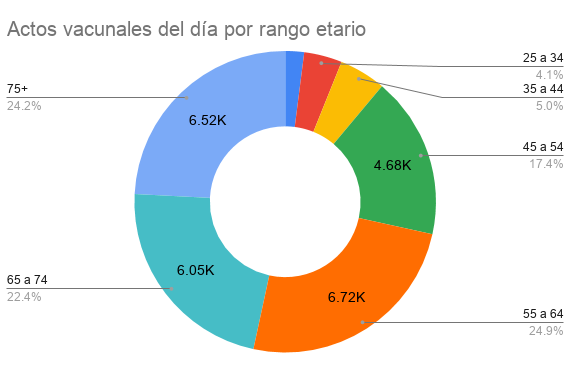 Actos vacunales del día por rango etario
25 a 34
4.1%
35 a 44
5.0%
75+
24.2%
6.52K
45 a 54
17.4%
4.68K
65 a 74
22.4%
6.05K
6.72K
55 a 64
24.9%